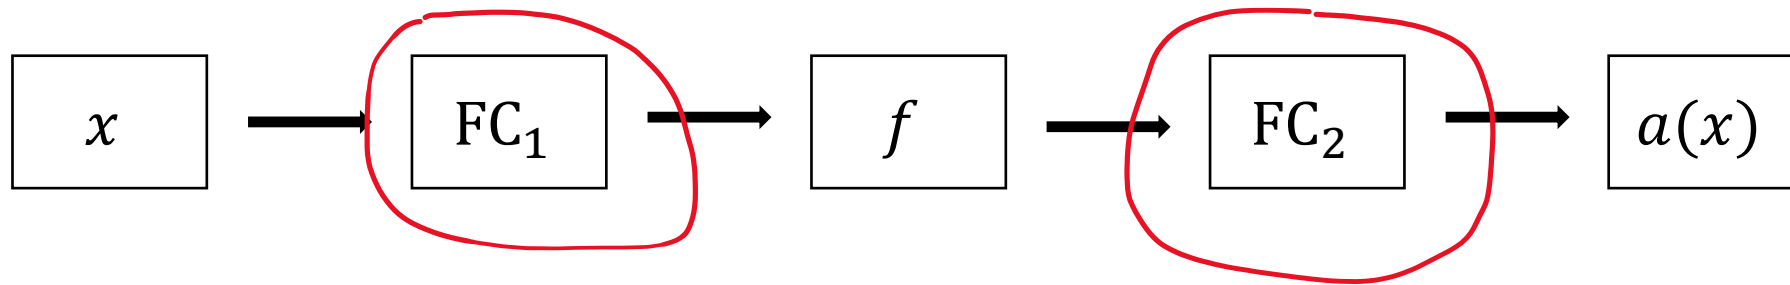 x FC₁ f FC₂ a(x)